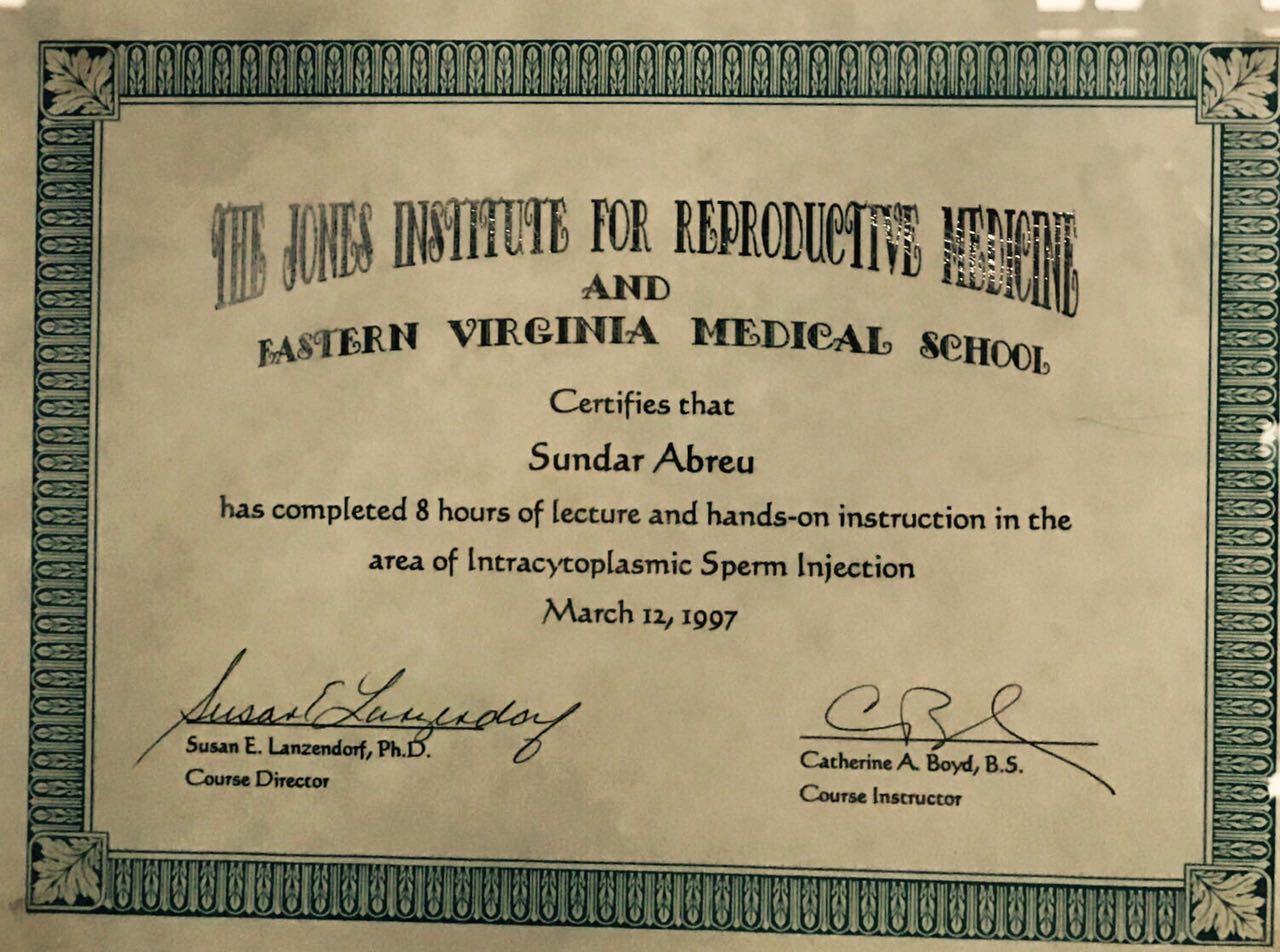 THE JONES INSTITUTE FOR REPRODUCTIVE MEDICINE
AND
EASTERN VIRGINIA MEDICAL SCHOOL
Certifies that
Sundar Abreu
has completed 8 hours of lecture and hands-on instruction in the
area of Intracytoplasmic Sperm Injection
March 12, 1997
Susan E Lanzendorf
Susan E. Lanzendorf, Ph.D.
Course Director
Catherine A. Boyd, B.S.
Course Instructor